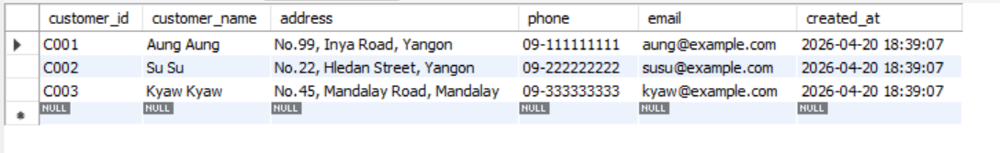 customer_id customer_name address phone email created_at
C001 Aung Aung No.99, Inya Road, Yangon 09-111111111 aung@example.com 2026-04-20 18:39:07
C002 Su Su No.22, Hledan Street, Yangon 09-222222222 susu@example.com 2026-04-20 18:39:07
C003 Kyaw Kyaw No.45, Mandalay Road, Mandalay 09-333333333 kyaw@example.com 2026-04-20 18:39:07
NULL NULL NULL NULL NULL NULL